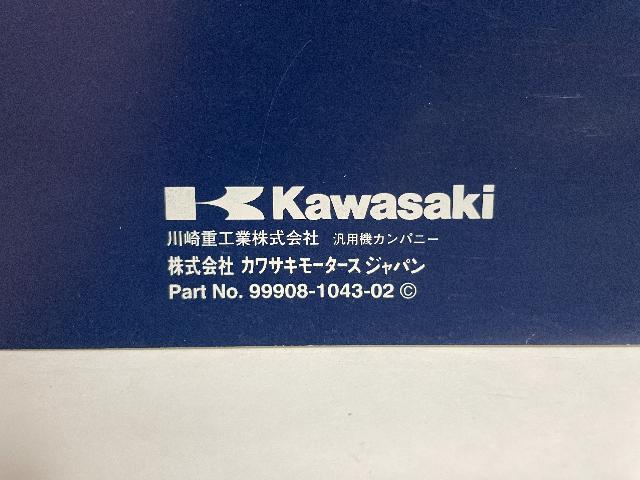 Kawasaki
川崎重工業株式会社 汎用機カンパニー
株式会社 カワサキモータースジャパン
Part No. 99908-1043-02 ©